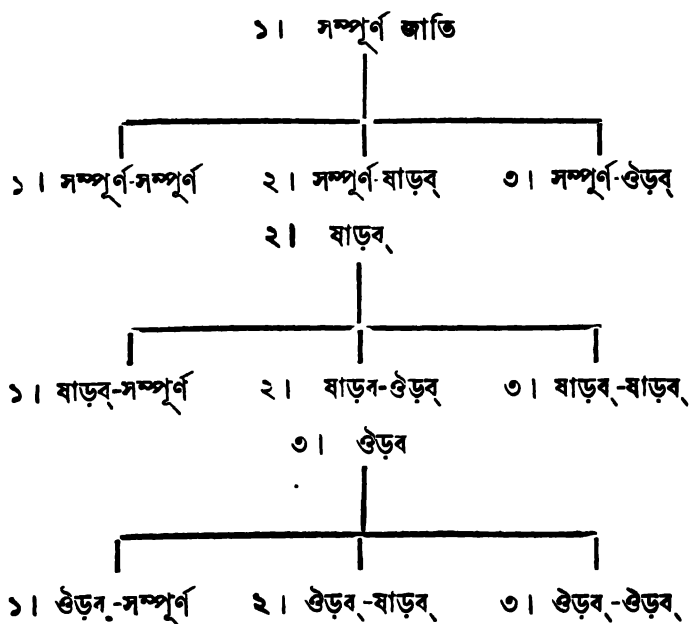 ১। সম্পূর্ণ জাতি
১। সম্পূর্ণ-সম্পূর্ণ ২। সম্পূর্ণ-ষাড়ব্ ৩। সম্পূর্ণ-ঔড়ব্
২। ষাড়ব্
১। ষাড়ব্-সম্পূর্ণ ২। ষাড়ব-ঔড়ব্ ৩। ষাড়ব্-ষাড়ব্
৩। ঔড়ব
১। ঔড়ব্-সম্পূর্ণ ২। ঔড়ব্-ষাড়ব্ ৩। ঔড়ব্-ঔড়ব্